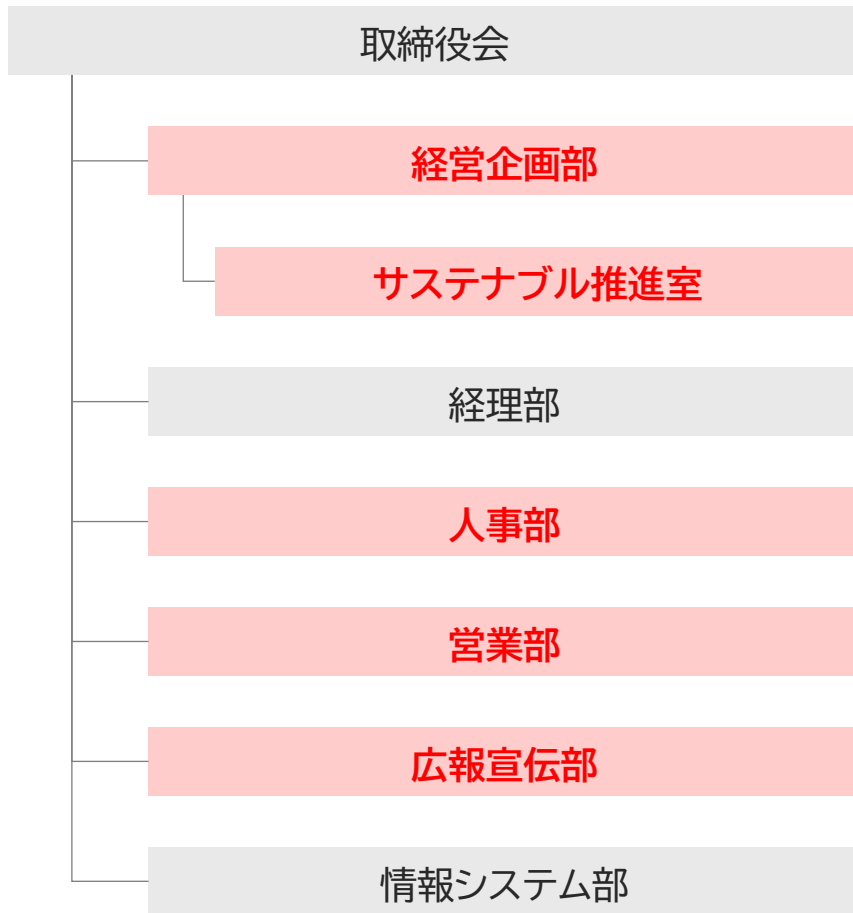 取締役会
経営企画部
サステナブル推進室
経理部
人事部
営業部
広報宣伝部
情報システム部